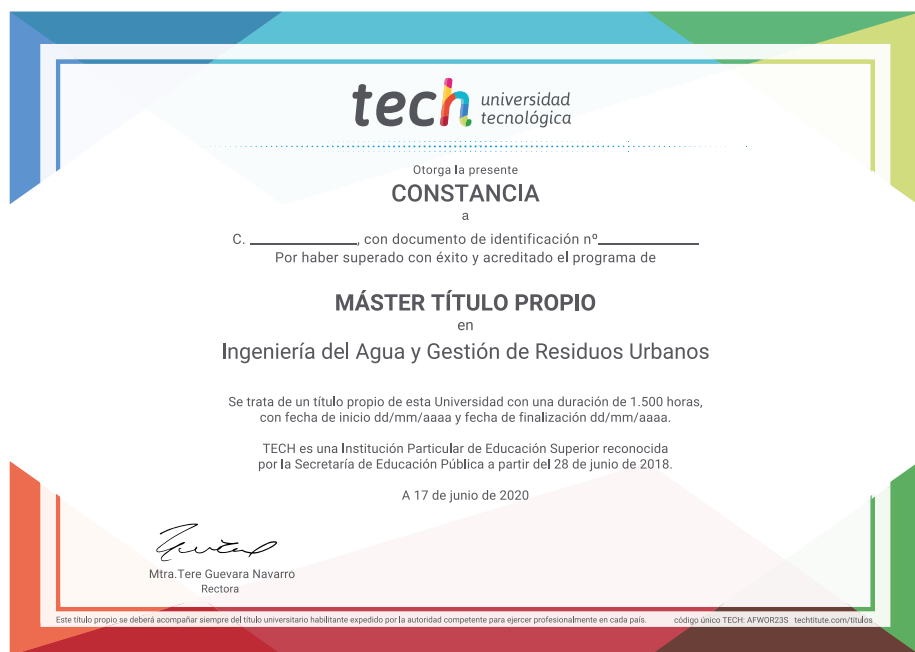 tech universidad
tecnológica
Otorga la presente
CONSTANCIA
a
C. ____________, con documento de identificación nº____________
Por haber superado con éxito y acreditado el programa de
MÁSTER TÍTULO PROPIO
en
Ingeniería del Agua y Gestión de Residuos Urbanos
Se trata de un título propio de esta Universidad con una duración de 1.500 horas,
con fecha de inicio dd/mm/aaaa y fecha de finalización dd/mm/aaaa.
TECH es una Institución Particular de Educación Superior reconocida
por la Secretaría de Educación Pública a partir del 28 de junio de 2018.
A 17 de junio de 2020
Mtra.Tere Guevara Navarro
Rectora
Este título propio se deberá acompañar siempre del título universitario habilitante expedido por la autoridad competente para ejercer profesionalmente en cada país. código único TECH: AFWOR23S techtitute.com/titulos